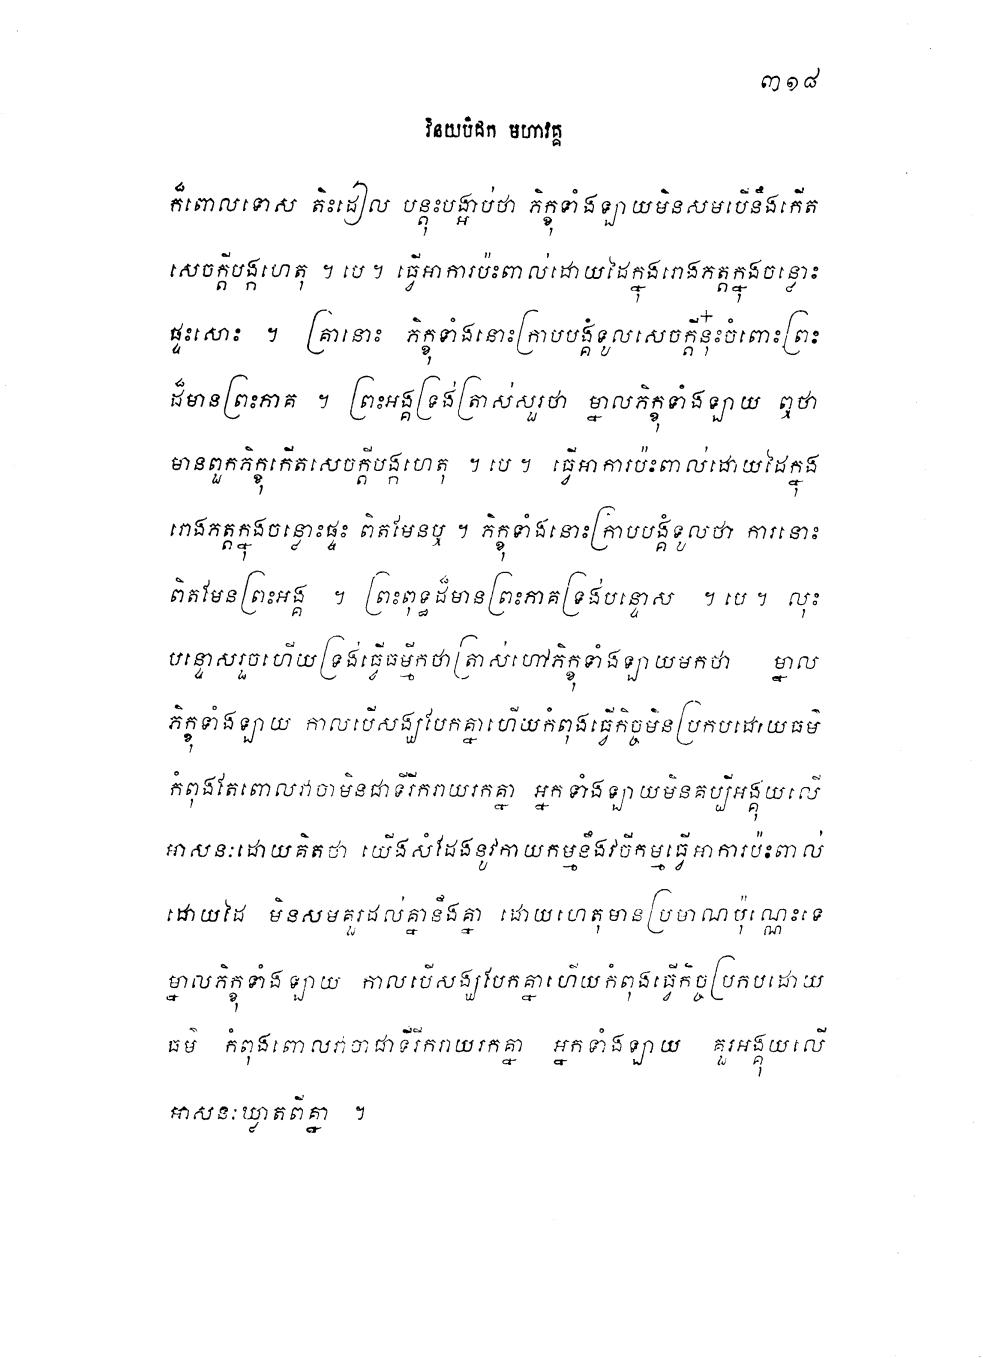 ៣១៨
វិនយបិដក មហាវគ្គ
ក៏ពោលទោស តិះដៀល បន្តុះបង្អាប់ថា ភិក្ខុទាំងឡាយមិនសមបើនឹងកើត
សេចក្តីបង្កហេតុ ។ បេ ។ ធ្វើអាការប៉ះពាល់ដោយដៃក្នុងរោងភត្តក្នុងចន្លោះ
ផ្ទះសោះ ។ គ្រានោះ ភិក្ខុទាំងនោះក្រាបបង្គំទូលសេចក្តីនុ៎ះចំពោះព្រះ
ដ៏មានព្រះភាគ ។ ព្រះអង្គទ្រង់ត្រាស់សួរថា ម្នាលភិក្ខុទាំងឡាយ ឮថា
មានពួកភិក្ខុកើតសេចក្តីបង្កហេតុ ។ បេ ។ ធ្វើអាការប៉ះពាល់ដោយដៃក្នុង
រោងភត្តក្នុងចន្លោះផ្ទះ ពិតមែនឬ ។ ភិក្ខុទាំងនោះក្រាបបង្គំទូលថា ការនោះ
ពិតមែនព្រះអង្គ ។ ព្រះពុទ្ធដ៏មានព្រះភាគទ្រង់បន្ទោស ។ បេ ។ លុះ
បន្ទោសរួចហើយទ្រង់ធ្វើធម្មីកថាត្រាស់ហៅភិក្ខុទាំងឡាយមកថា ម្នាល
ភិក្ខុទាំងឡាយ កាលបើសង្ឃបែកគ្នាហើយកំពុងធ្វើកិច្ចមិនប្រកបដោយធម៌
កំពុងតែពោលវាចាមិនជាទីរីករាយរកគ្នា អ្នកទាំងឡាយមិនគប្បីអង្គុយលើ
អាសនៈដោយគិតថា យើងសំដែងនូវកាយកម្មនឹងវចីកម្មធ្វើអាការប៉ះពាល់
ដោយដៃ មិនសមគួរដល់គ្នានឹងគ្នា ដោយហេតុមានប្រមាណប៉ុណ្ណេះទេ
ម្នាលភិក្ខុទាំងឡាយ កាលបើសង្ឃបែកគ្នាហើយកំពុងធ្វើកិច្ចប្រកបដោយ
ធម៌ កំពុងពោលវាចាជាទីរីករាយរកគ្នា អ្នកទាំងឡាយ គួរអង្គុយលើ
អាសនៈឃ្លាតពីគ្នា ។